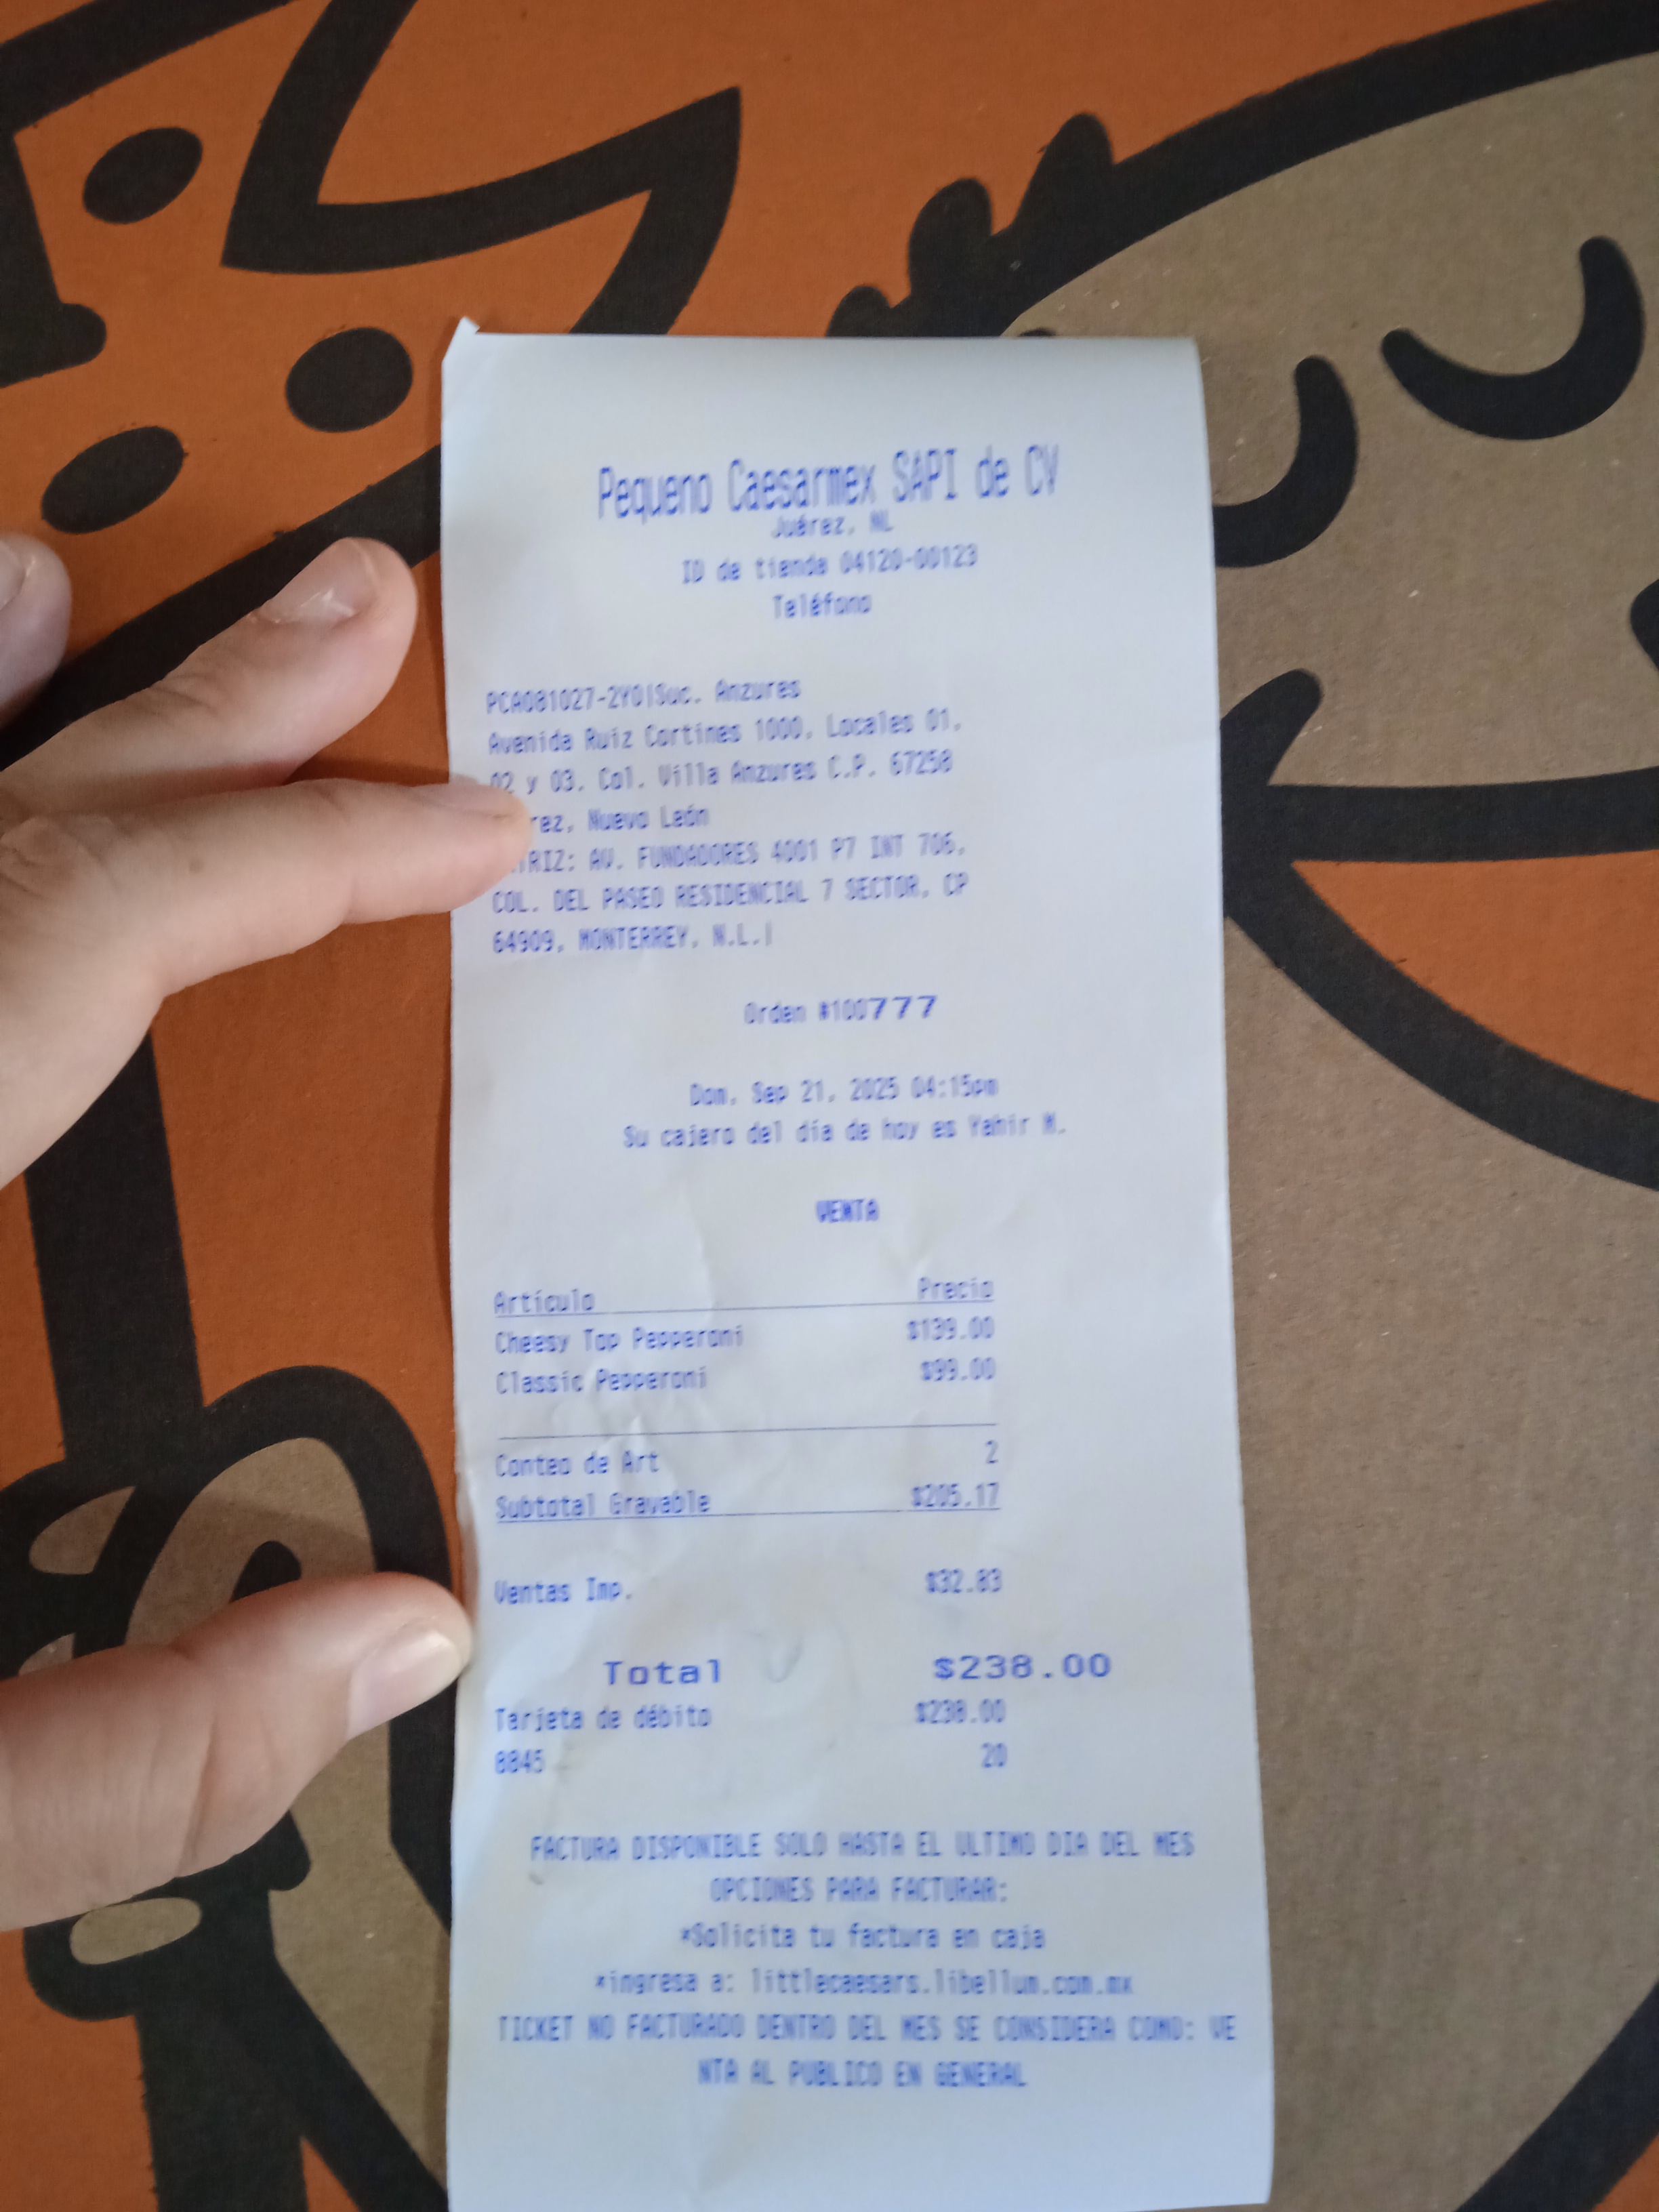 Pequeno Caesarmex SAPI de CV
Juárez, NL
ID de tienda 04120-00123
Teléfono
PCA081027-2Y0|Suc. Anzures
Avenida Ruiz Cortines 1000, Locales 01,
02 y 03, Col. Villa Anzures C.P. 67250
rez, Nuevo León
TRIZ: AV. FUNDADORES 4001 P7 INT 706,
COL. DEL PASEO RESIDENCIAL 7 SECTOR, CP
64909, MONTERREY, N.L.|
Orden #100777
Dom, Sep 21, 2025 04:15pm
Su cajero del día de hoy es Yahir M.
VENTA
Artículo Precio
Cheesy Top Pepperoni $139.00
Classic Pepperoni $99.00
Conteo de Art 2
Subtotal Gravable $205.17
Ventas Imp. $32.83
Total $238.00
Tarjeta de débito $238.00
8845 20
FACTURA DISPONIBLE SOLO HASTA EL ULTIMO DIA DEL MES
OPCIONES PARA FACTURAR:
*Solicita tu factura en caja
*ingresa a: littlecaesars.libellum.com.mx
TICKET NO FACTURADO DENTRO DEL MES SE CONSIDERA COMO: VE
NTA AL PUBLICO EN GENERAL